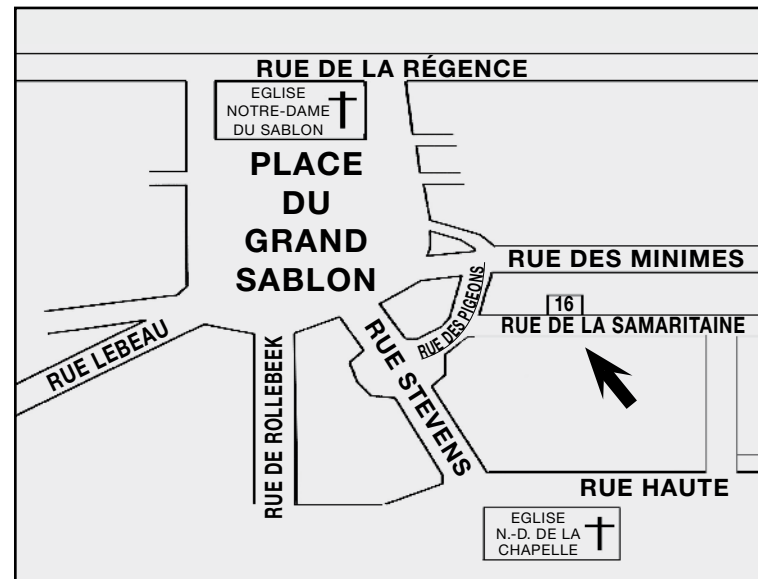 RUE DE LA RÉGENCE
EGLISE
NOTRE-DAME
DU SABLON
PLACE
DU
GRAND
SABLON
RUE DES MINIMES
RUE DES PIGEONS
16
RUE DE LA SAMARITAINE
RUE LEBEAU
RUE DE ROLLEBEEK
RUE STEVENS
RUE HAUTE
EGLISE
N.-D. DE LA
CHAPELLE